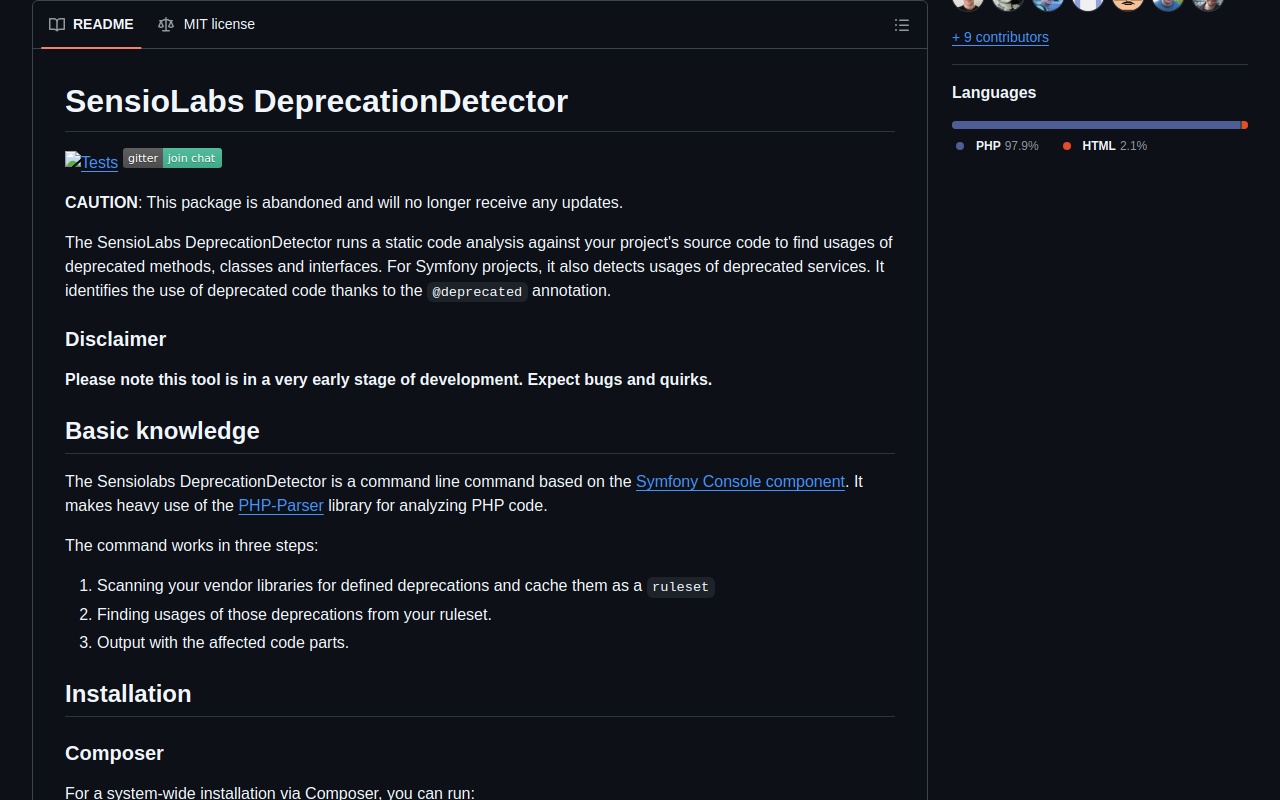 README
MIT license
SensioLabs DeprecationDetector
Tests gitter join chat
CAUTION: This package is abandoned and will no longer receive any updates.
The SensioLabs DeprecationDetector runs a static code analysis against your project's source code to find usages of
deprecated methods, classes and interfaces. For Symfony projects, it also detects usages of deprecated services. It
identifies the use of deprecated code thanks to the @deprecated annotation.
Disclaimer
Please note this tool is in a very early stage of development. Expect bugs and quirks.
Basic knowledge
The Sensiolabs DeprecationDetector is a command line command based on the Symfony Console component. It
makes heavy use of the PHP-Parser library for analyzing PHP code.
The command works in three steps:
1. Scanning your vendor libraries for defined deprecations and cache them as a ruleset
2. Finding usages of those deprecations from your ruleset.
3. Output with the affected code parts.
Installation
Composer
For a system-wide installation via Composer, you can run:
+ 9 contributors
Languages
PHP 97.9% HTML 2.1%